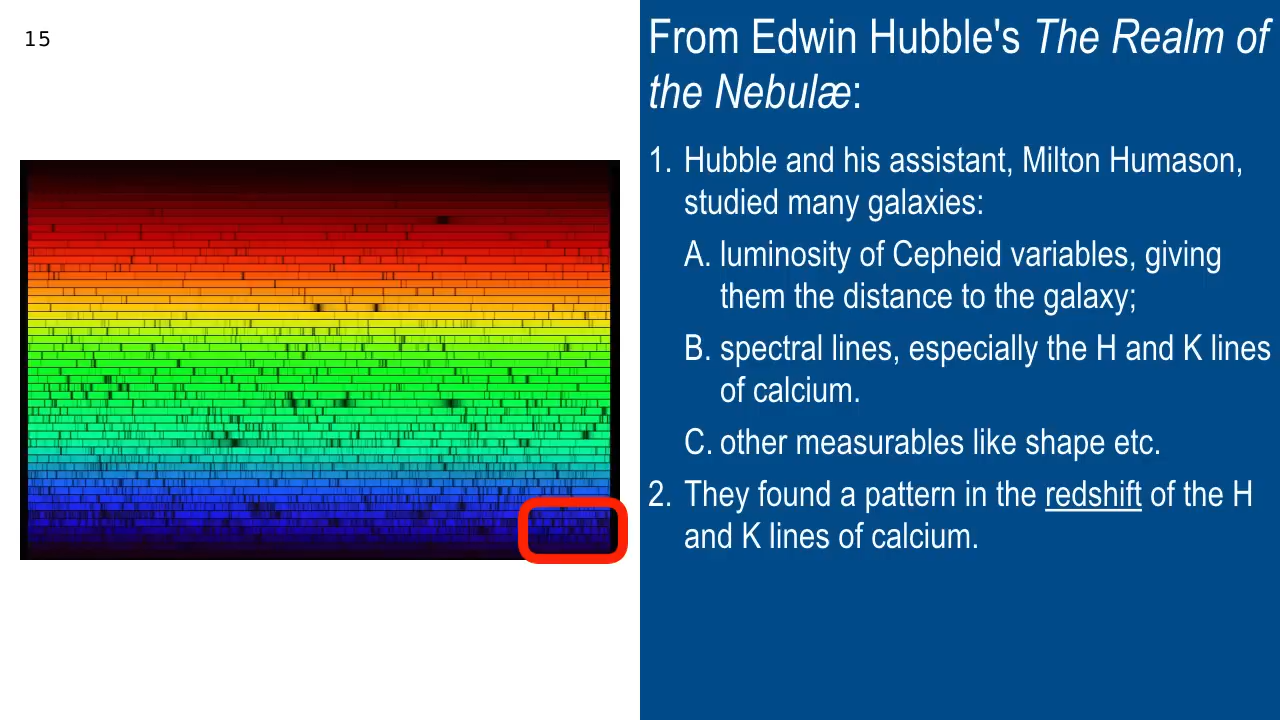 15
From Edwin Hubble's The Realm of
the Nebulæ:
1. Hubble and his assistant, Milton Humason,
studied many galaxies:
A. luminosity of Cepheid variables, giving
them the distance to the galaxy;
B. spectral lines, especially the H and K lines
of calcium.
C. other measurables like shape etc.
2. They found a pattern in the redshift of the H
and K lines of calcium.